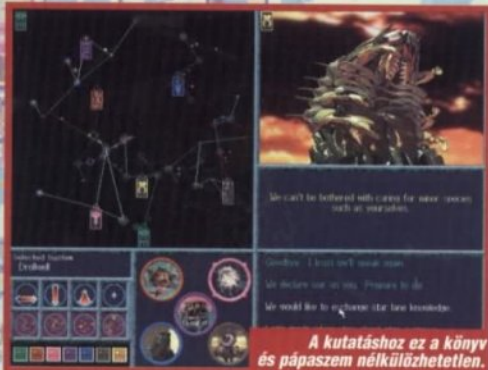 We can't be bothered with caring for minor species
such as yourselves.
Selected Function
Goodbye. I trust we'll speak again.
We declare war on you. Prepare to die.
We would like to exchange star lane knowledge.
A kutatáshoz ez a könyv
és pápaszem nélkülözhetetlen.